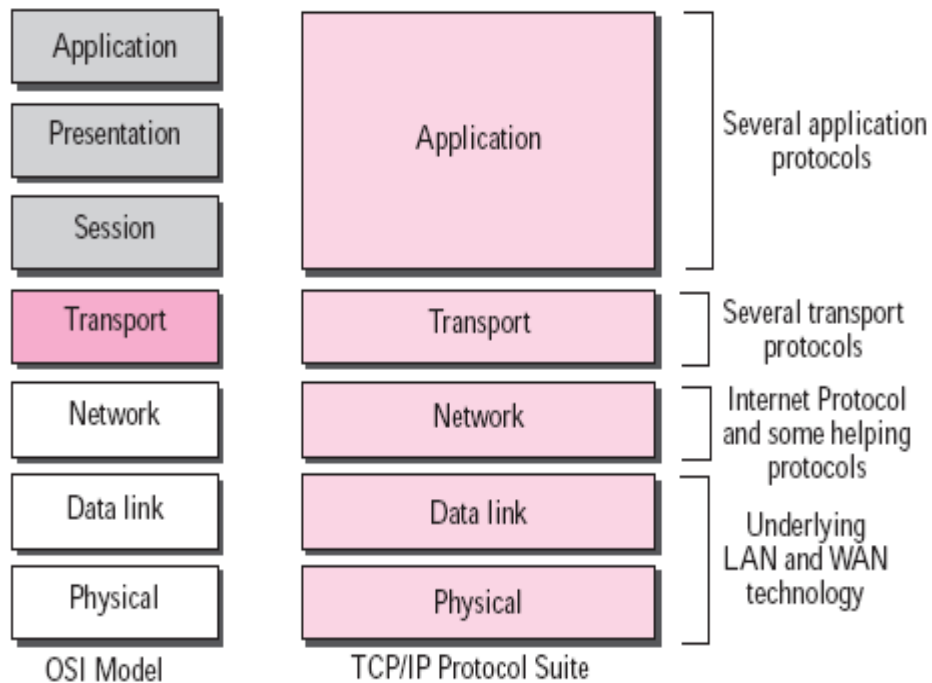 Application
Presentation
Session
Transport
Network
Data link
Physical
OSI Model
Application
Transport
Network
Data link
Physical
TCP/IP Protocol Suite
Several application
protocols
Several transport
protocols
Internet Protocol
and some helping
protocols
Underlying
LAN and WAN
technology